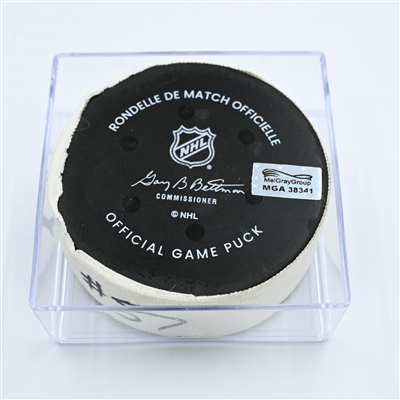 RONDELLE DE MATCH OFFICIELLE
NHL
Gary B Bettman
COMMISSIONER
© NHL
OFFICIAL GAME PUCK
MeiGrayGroup
MGA 38341